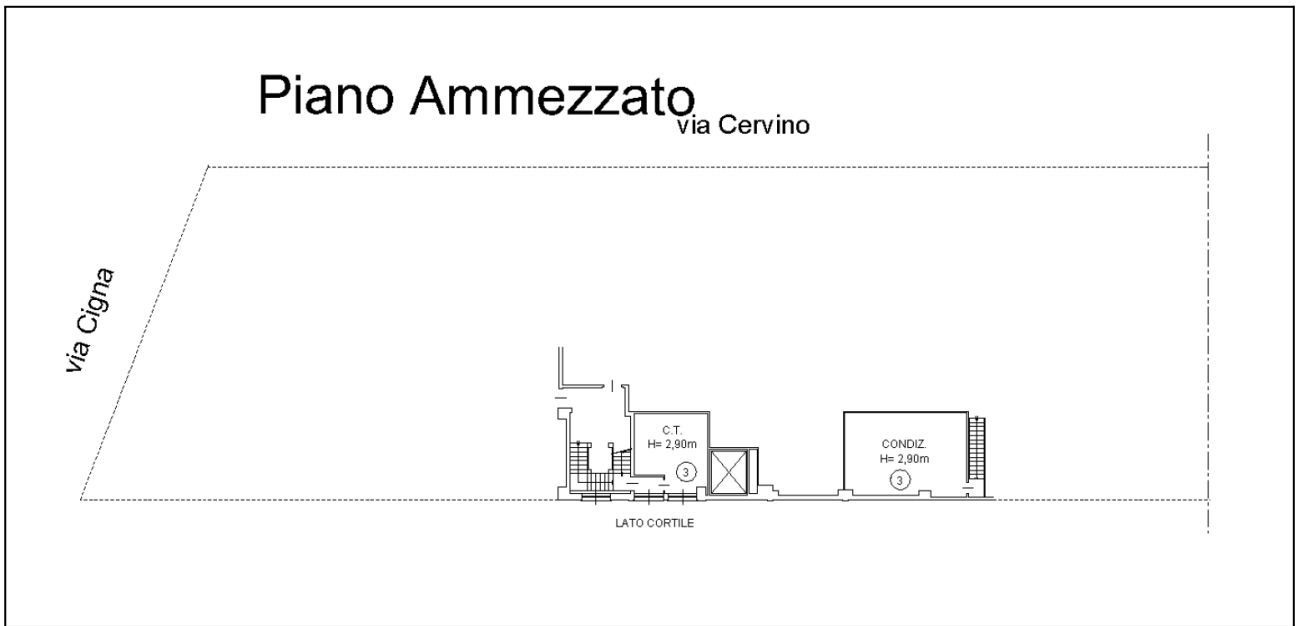 Piano Ammezzato
via Cervino
via Cigna
C.T.
H= 2,90m
3
CONDIZ.
H= 2,90m
3
LATO CORTILE